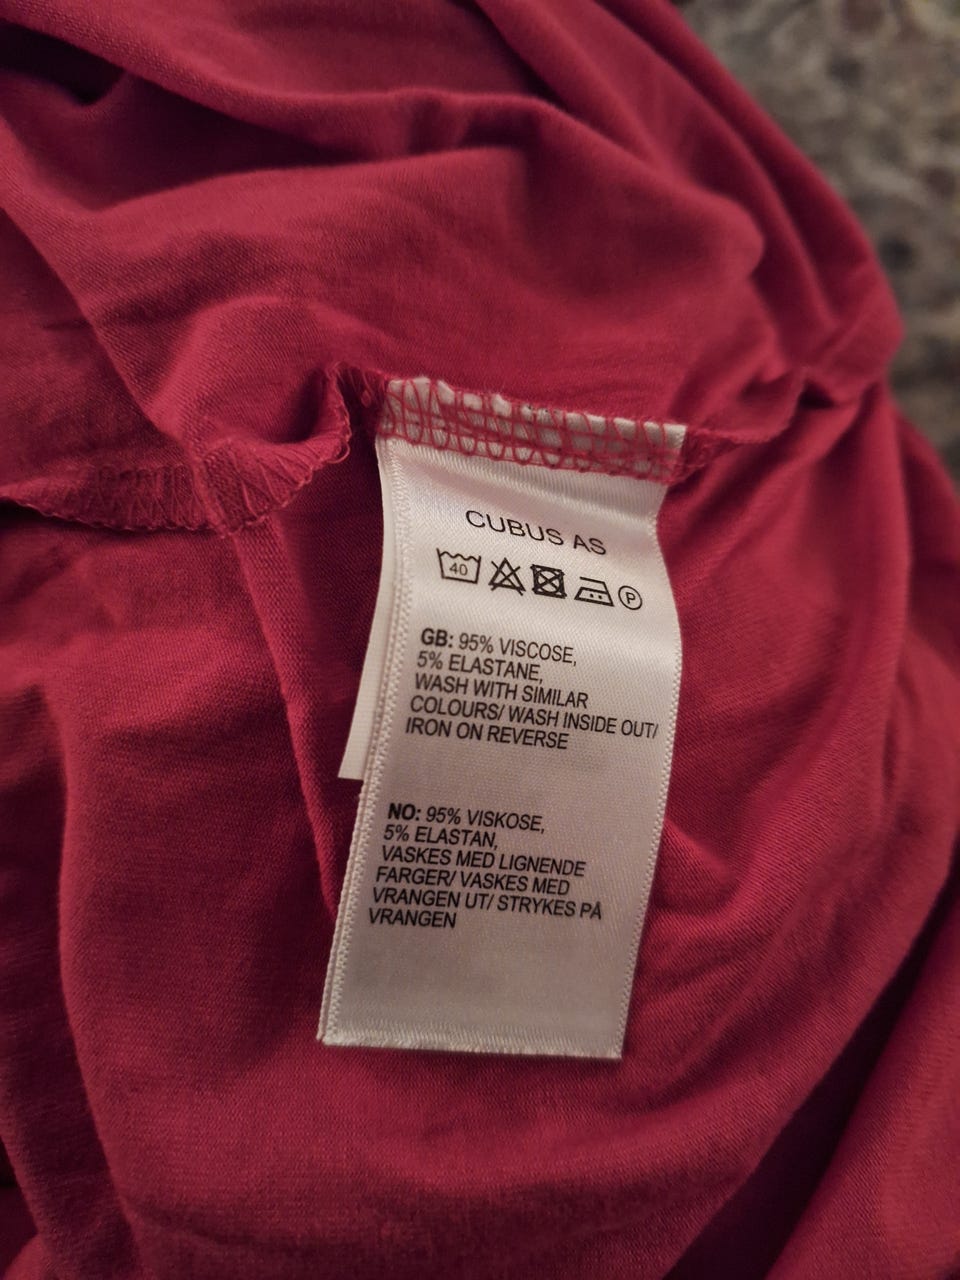 CUBUS AS
40 P
GB: 95% VISCOSE,
5% ELASTANE,
WASH WITH SIMILAR
COLOURS/ WASH INSIDE OUT/
IRON ON REVERSE
NO: 95% VISKOSE,
5% ELASTAN,
VASKES MED LIGNENDE
FARGER/ VASKES MED
VRANGEN UT/ STRYKES PÅ
VRANGEN